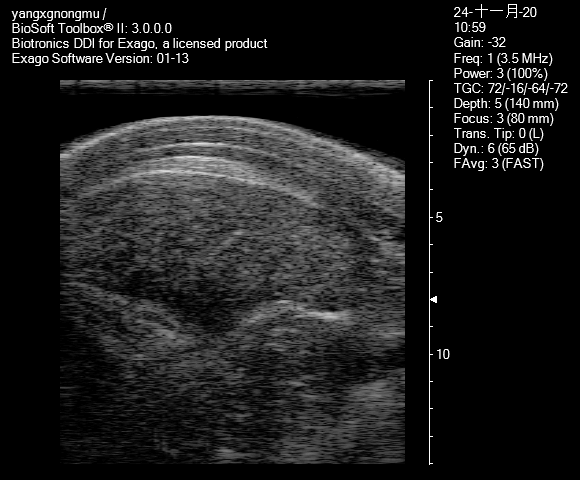 yangxgnongmu /
BioSoft Toolbox® II: 3.0.0.0
Biotronics DDI for Exago, a licensed product
Exago Software Version: 01-13
24-十一月-20
10:59
Gain: -32
Freq: 1 (3.5 MHz)
Power: 3 (100%)
TGC: 72/-16/-64/-72
Depth: 5 (140 mm)
Focus: 3 (80 mm)
Trans. Tip: 0 (L)
Dyn.: 6 (65 dB)
FAvg: 3 (FAST)
5
10